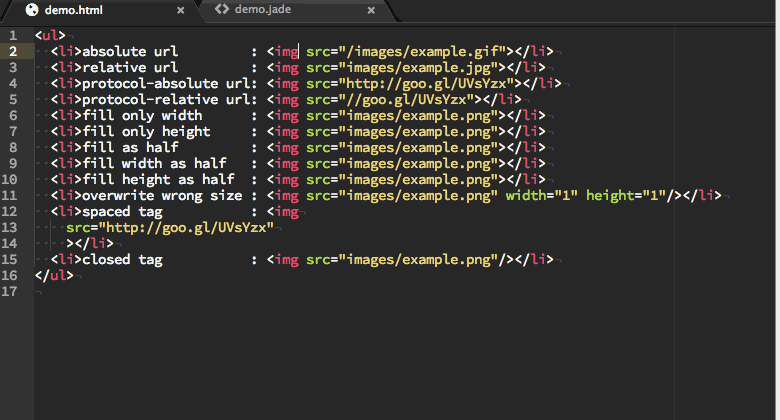 demo.html × <> demo.jade ×
1 <ul>
2 <li>absolute url : <img src="/images/example.gif"></li>
3 <li>relative url : <img src="images/example.jpg"></li>
4 <li>protocol-absolute url: <img src="http://goo.gl/UVsYzx"></li>
5 <li>protocol-relative url: <img src="//goo.gl/UVsYzx"></li>
6 <li>fill only width : <img src="images/example.png"></li>
7 <li>fill only height : <img src="images/example.png"></li>
8 <li>fill as half : <img src="images/example.png"></li>
9 <li>fill width as half : <img src="images/example.png"></li>
10 <li>fill height as half : <img src="images/example.png"></li>
11 <li>overwrite wrong size : <img src="images/example.png" width="1" height="1"/></li>
12 <li>spaced tag : <img
13 src="http://goo.gl/UVsYzx"
14 ></li>
15 <li>closed tag : <img src="images/example.png"/></li>
16 </ul>
17